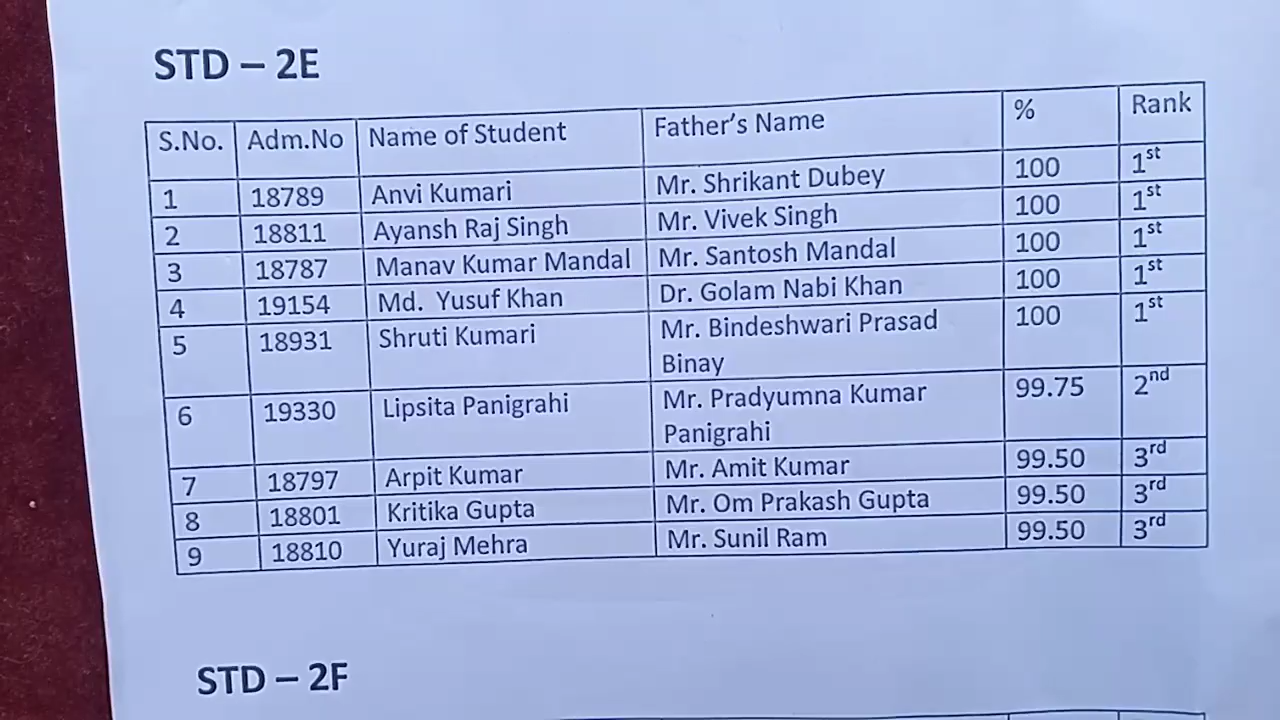 STD – 2E
S.No. Adm.No Name of Student Father's Name % Rank
1 18789 Anvi Kumari Mr. Shrikant Dubey 100 1st
2 18811 Ayansh Raj Singh Mr. Vivek Singh 100 1st
3 18787 Manav Kumar Mandal Mr. Santosh Mandal 100 1st
4 19154 Md. Yusuf Khan Dr. Golam Nabi Khan 100 1st
5 18931 Shruti Kumari Mr. Bindeshwari Prasad 100 1st
Binay
6 19330 Lipsita Panigrahi Mr. Pradyumna Kumar 99.75 2nd
Panigrahi
7 18797 Arpit Kumar Mr. Amit Kumar 99.50 3rd
8 18801 Kritika Gupta Mr. Om Prakash Gupta 99.50 3rd
9 18810 Yuraj Mehra Mr. Sunil Ram 99.50 3rd
STD – 2F